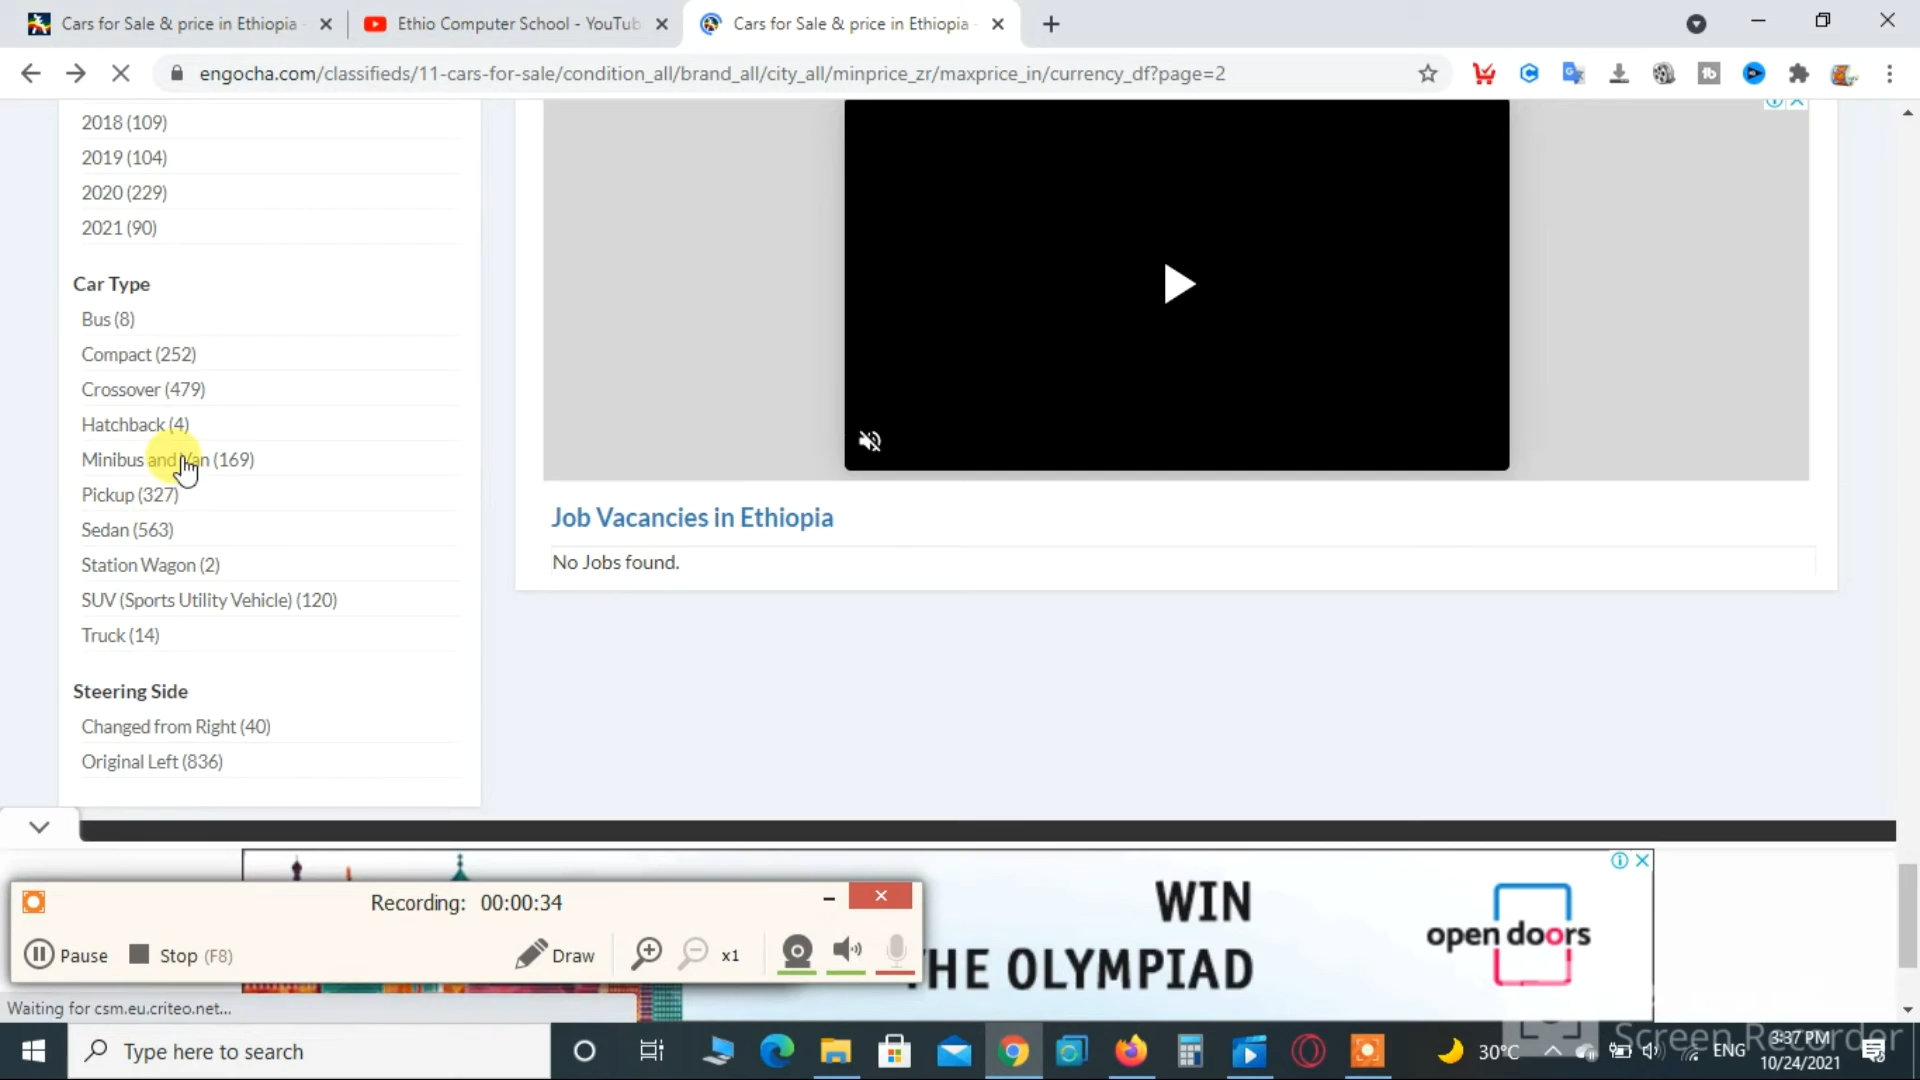 Cars for Sale & price in Ethiopia
Ethio Computer School - YouTub
Cars for Sale & price in Ethiopia
engocha.com/classifieds/11-cars-for-sale/condition_all/brand_all/city_all/minprice_zr/maxprice_in/currency_df?page=2
2018 (109)
2019 (104)
2020 (229)
2021 (90)
Car Type
Bus (8)
Compact (252)
Crossover (479)
Hatchback (4)
Minibus and Van (169)
Pickup (327)
Sedan (563)
Station Wagon (2)
SUV (Sports Utility Vehicle) (120)
Truck (14)
Steering Side
Changed from Right (40)
Original Left (836)
Job Vacancies in Ethiopia
No Jobs found.
WIN
THE OLYMPIAD
open doors
Recording: 00:00:34
Pause
Stop (F8)
Draw
x1
Waiting for csm.eu.criteo.net...
Type here to search
30°C
ENG
3:37 PM
10/24/2021
Screen Recorder